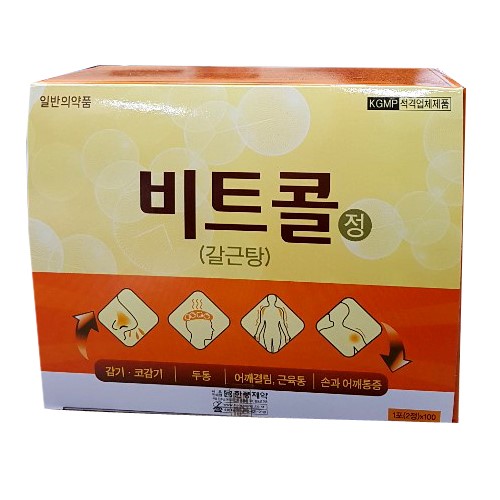 일반의약품
KGMP 적격업체제품
비트콜 정
(갈근탕)
감기 · 코감기
두통
어깨결림, 근육통
손과 어깨통증
1포(2정)x100